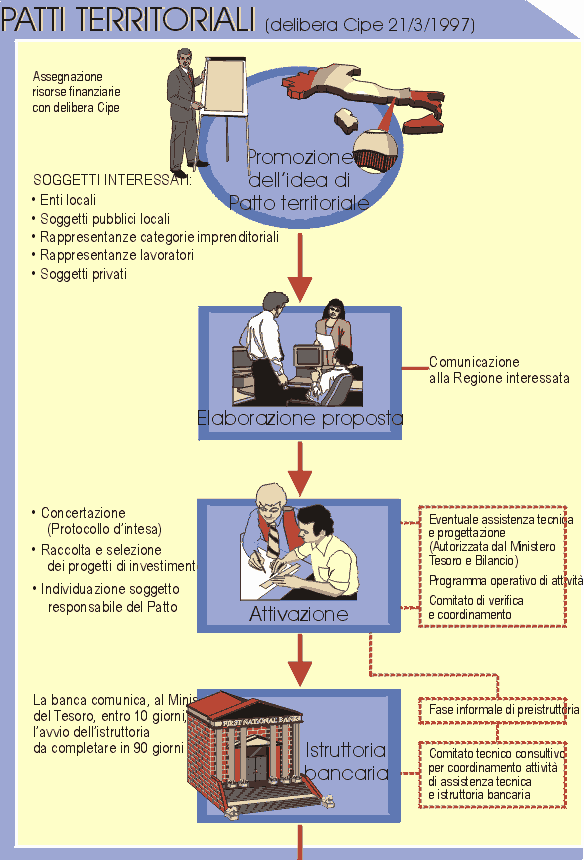 PATTI TERRITORIALI (delibera Cipe 21/3/1997)
Assegnazione
risorse finanziarie
con delibera Cipe
Promozione
dell'idea di
Patto territoriale
SOGGETTI INTERESSATI:
• Enti locali
• Soggetti pubblici locali
• Rappresentanze categorie imprenditoriali
• Rappresentanze lavoratori
• Soggetti privati
Elaborazione proposta
Comunicazione
alla Regione interessata
• Concertazione
(Protocollo d'intesa)
• Raccolta e selezione
dei progetti di investimento
• Individuazione soggetto
responsabile del Patto
Attivazione
Eventuale assistenza tecnica
e progettazione
(Autorizzata dal Ministero
Tesoro e Bilancio)
Programma operativo di attività
Comitato di verifica
e coordinamento
La banca comunica, al Minis
del Tesoro, entro 10 giorni,
l'avvio dell'istruttoria
da completare in 90 giorni
FIRST NATIONAL BANK
Istruttoria
bancaria
Fase informale di preistruttoria
Comitato tecnico consultivo
per coordinamento attività
di assistenza tecnica
e istruttoria bancaria